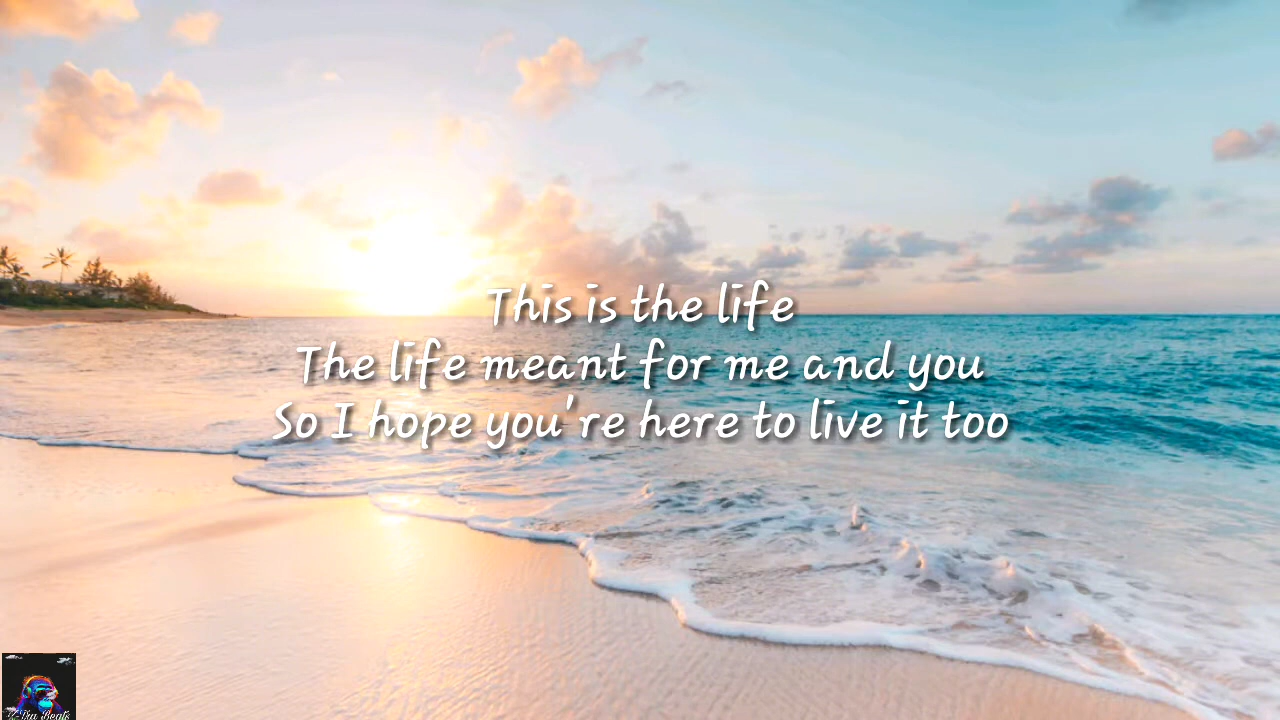 This is the life
The life meant for me and you
So I hope you're here to live it too